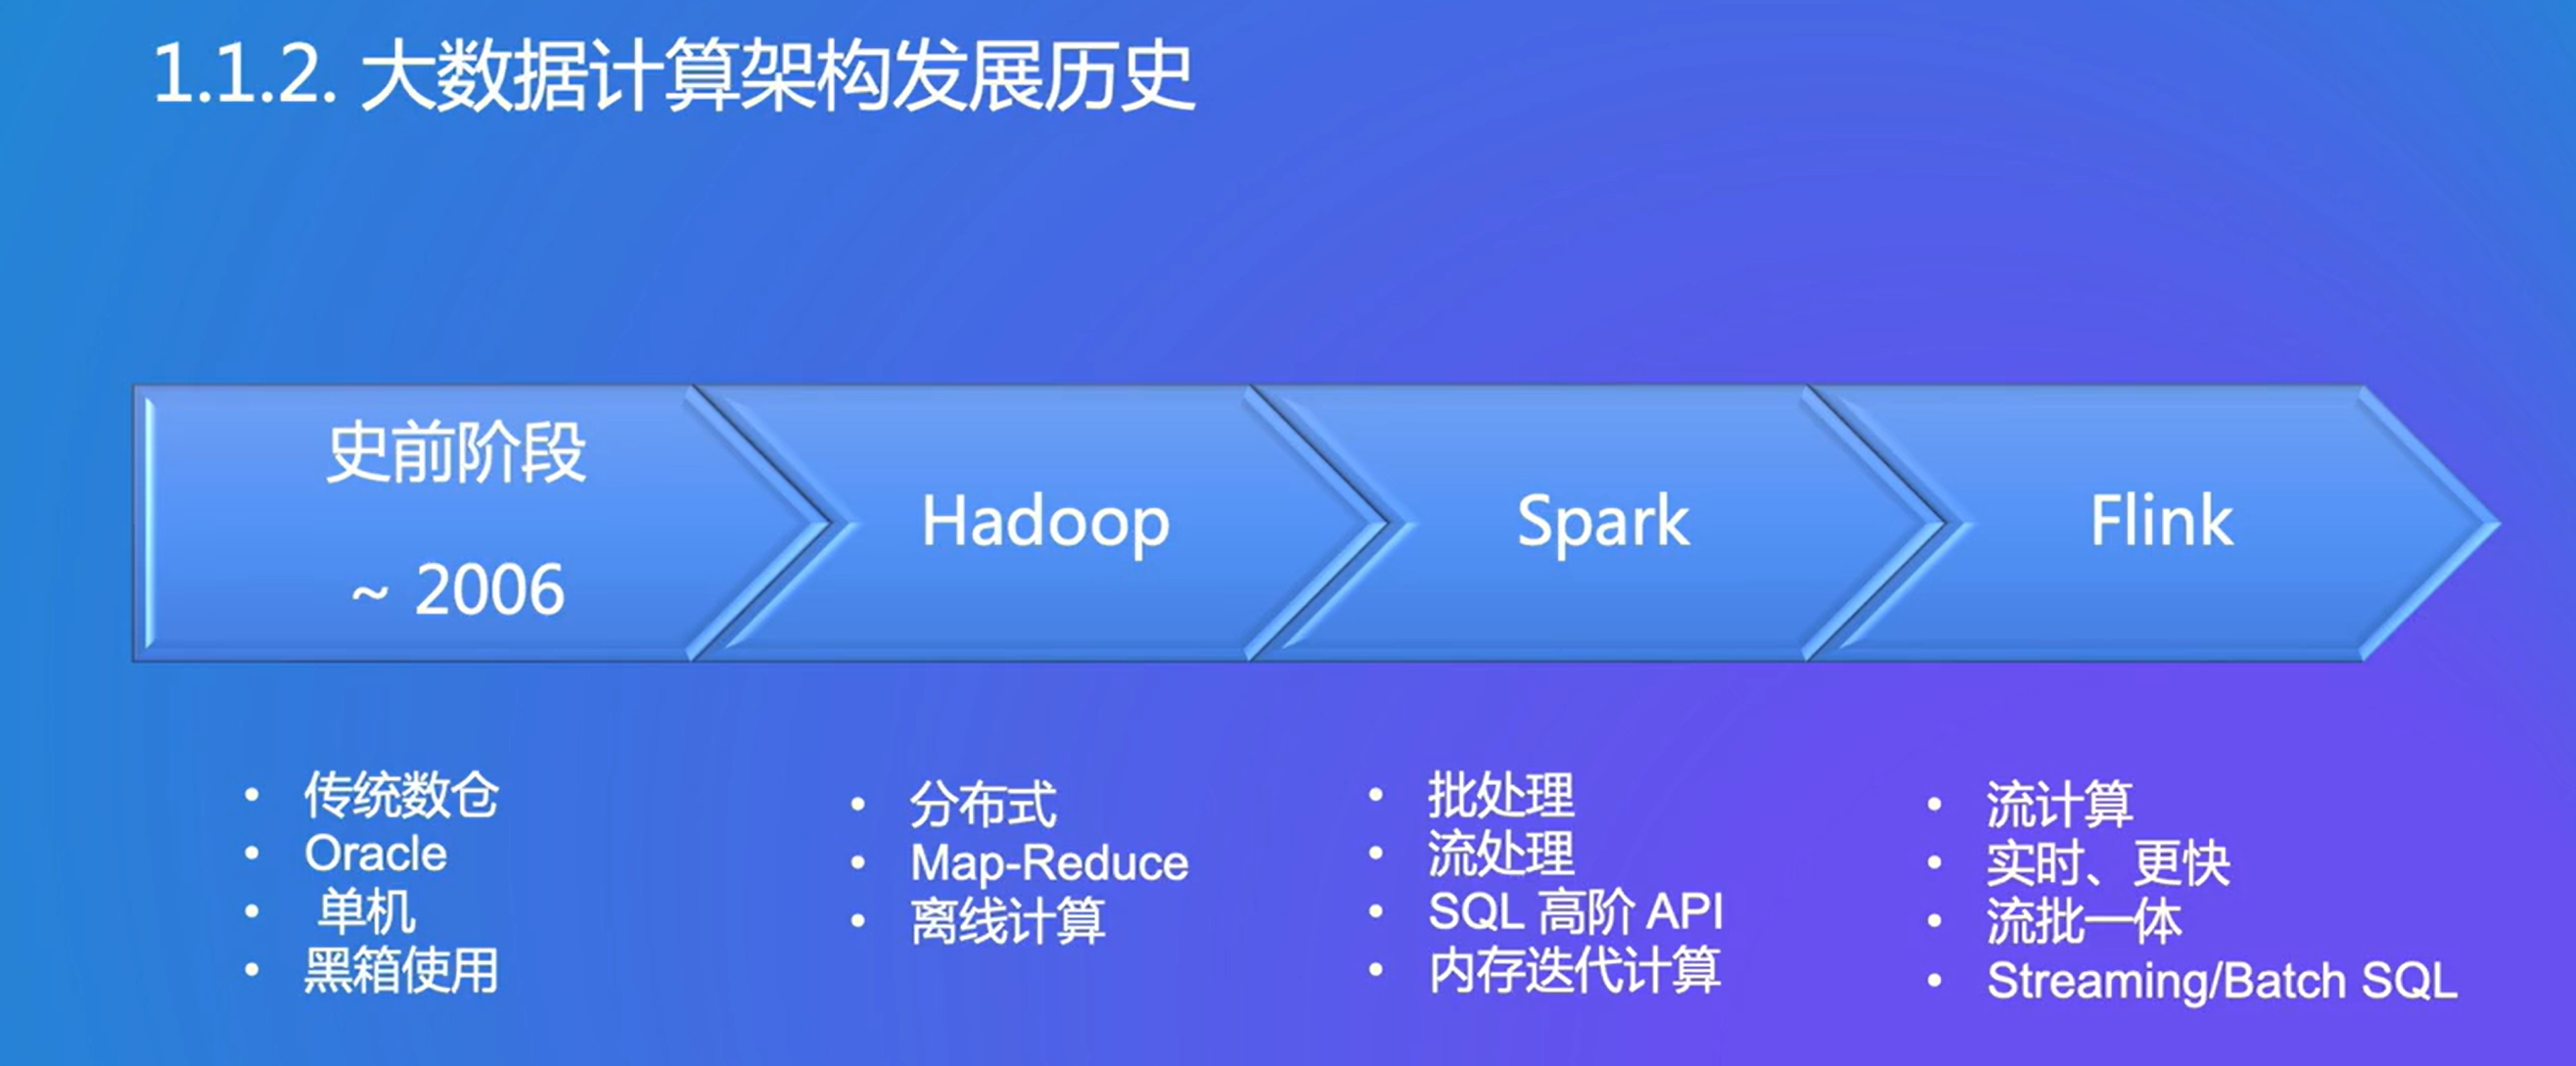 1.1.2. 大数据计算架构发展历史
史前阶段
~ 2006
Hadoop
Spark
Flink
• 传统数仓
• Oracle
• 单机
• 黑箱使用
• 分布式
• Map-Reduce
• 离线计算
• 批处理
• 流处理
• SQL 高阶 API
• 内存迭代计算
• 流计算
• 实时、更快
• 流批一体
• Streaming/Batch SQL